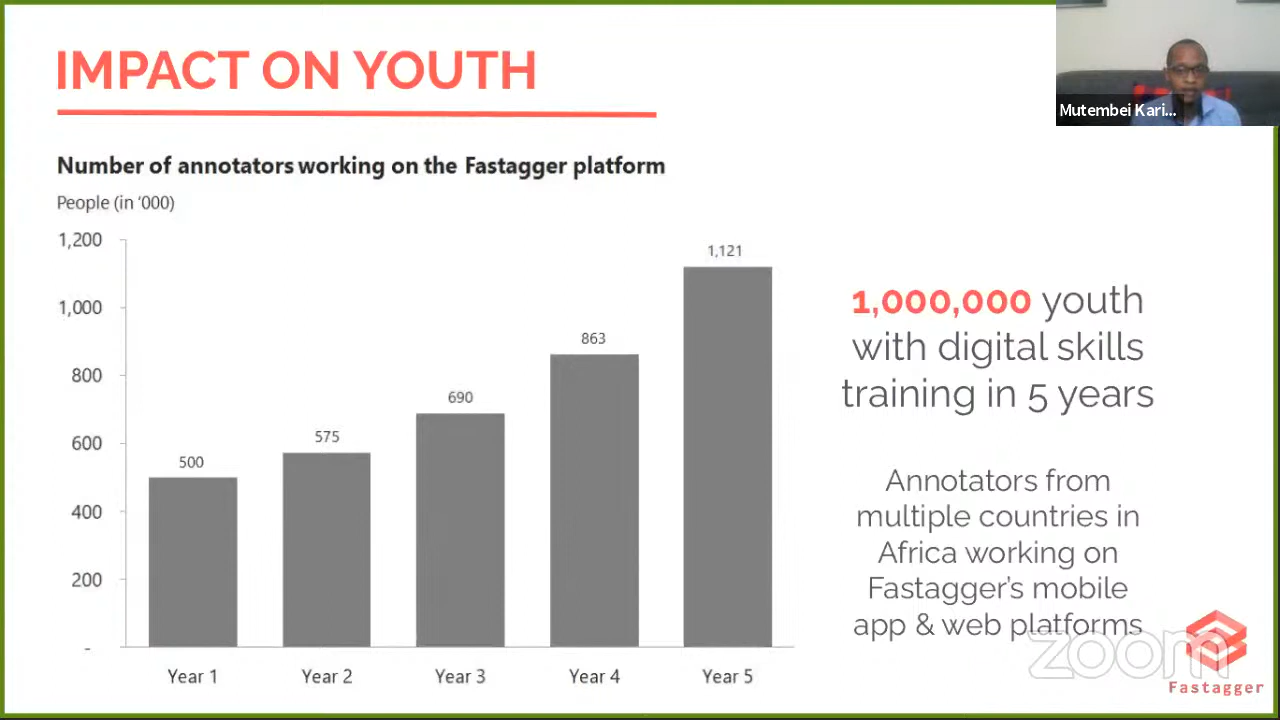 IMPACT ON YOUTH
Mutembei Kari...
Number of annotators working on the Fastagger platform
People (in ‘000)
1,200
1,000
800
600
400
200
-
500
575
690
863
1,121
Year 1
Year 2
Year 3
Year 4
Year 5
1,000,000 youth
with digital skills
training in 5 years
Annotators from
multiple countries in
Africa working on
Fastagger’s mobile
app & web platforms
zoom
Fastagger